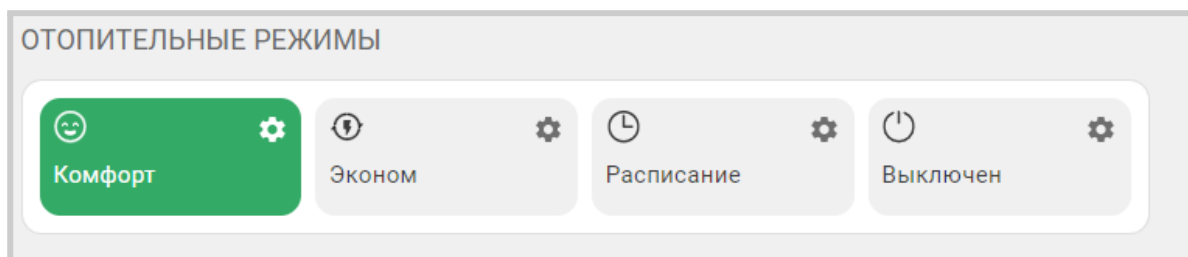 ОТОПИТЕЛЬНЫЕ РЕЖИМЫ
Комфорт
Эконом
Расписание
Выключен